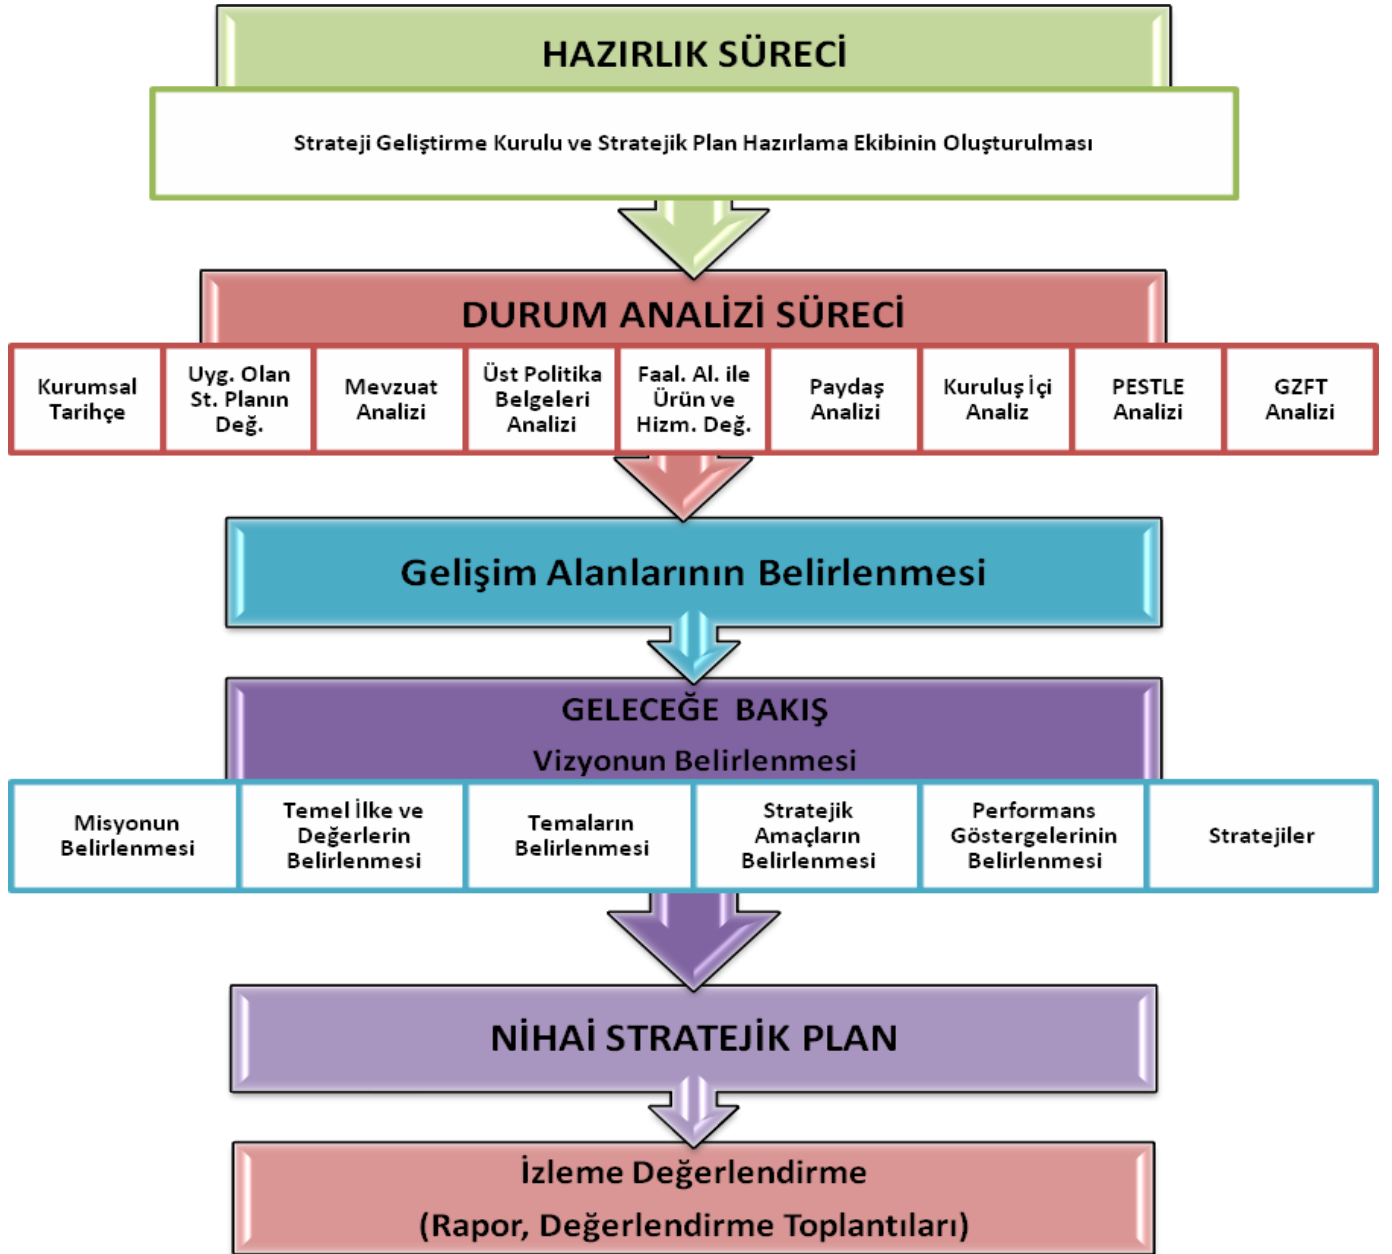 HAZIRLIK SÜRECİ
Strateji Geliştirme Kurulu ve Stratejik Plan Hazırlama Ekibinin Oluşturulması
DURUM ANALİZİ SÜRECİ
Kurumsal
Tarihçe
Uyg. Olan
St. Planın
Değ.
Mevzuat
Analizi
Üst Politika
Belgeleri
Analizi
Faal. Al. ile
Ürün ve
Hizm. Değ.
Paydaş
Analizi
Kuruluş İçi
Analiz
PESTLE
Analizi
GZFT
Analizi
Gelişim Alanlarının Belirlenmesi
GELECEĞE BAKIŞ
Vizyonun Belirlenmesi
Misyonun
Belirlenmesi
Temel İlke ve
Değerlerin
Belirlenmesi
Temaların
Belirlenmesi
Stratejik
Amaçların
Belirlenmesi
Performans
Göstergelerinin
Belirlenmesi
Stratejiler
NİHAİ STRATEJİK PLAN
İzleme Değerlendirme
(Rapor, Değerlendirme Toplantıları)